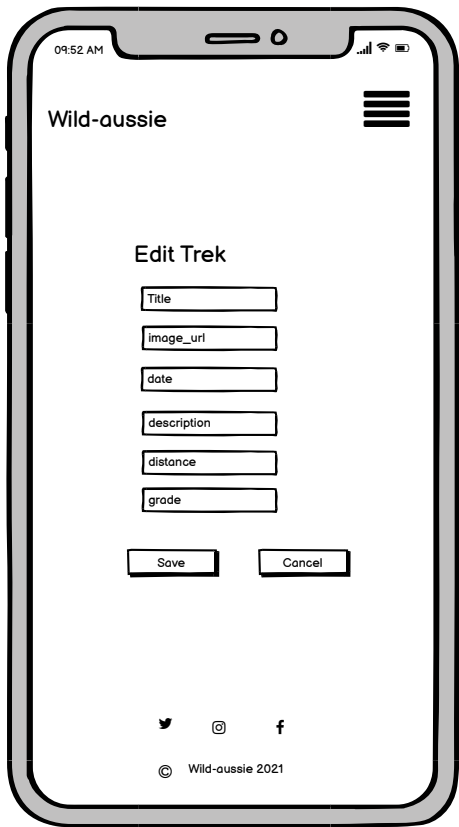 09:52 AM
Wild-aussie
Edit Trek
Title
image_url
date
description
distance
grade
Save Cancel
© Wild-aussie 2021